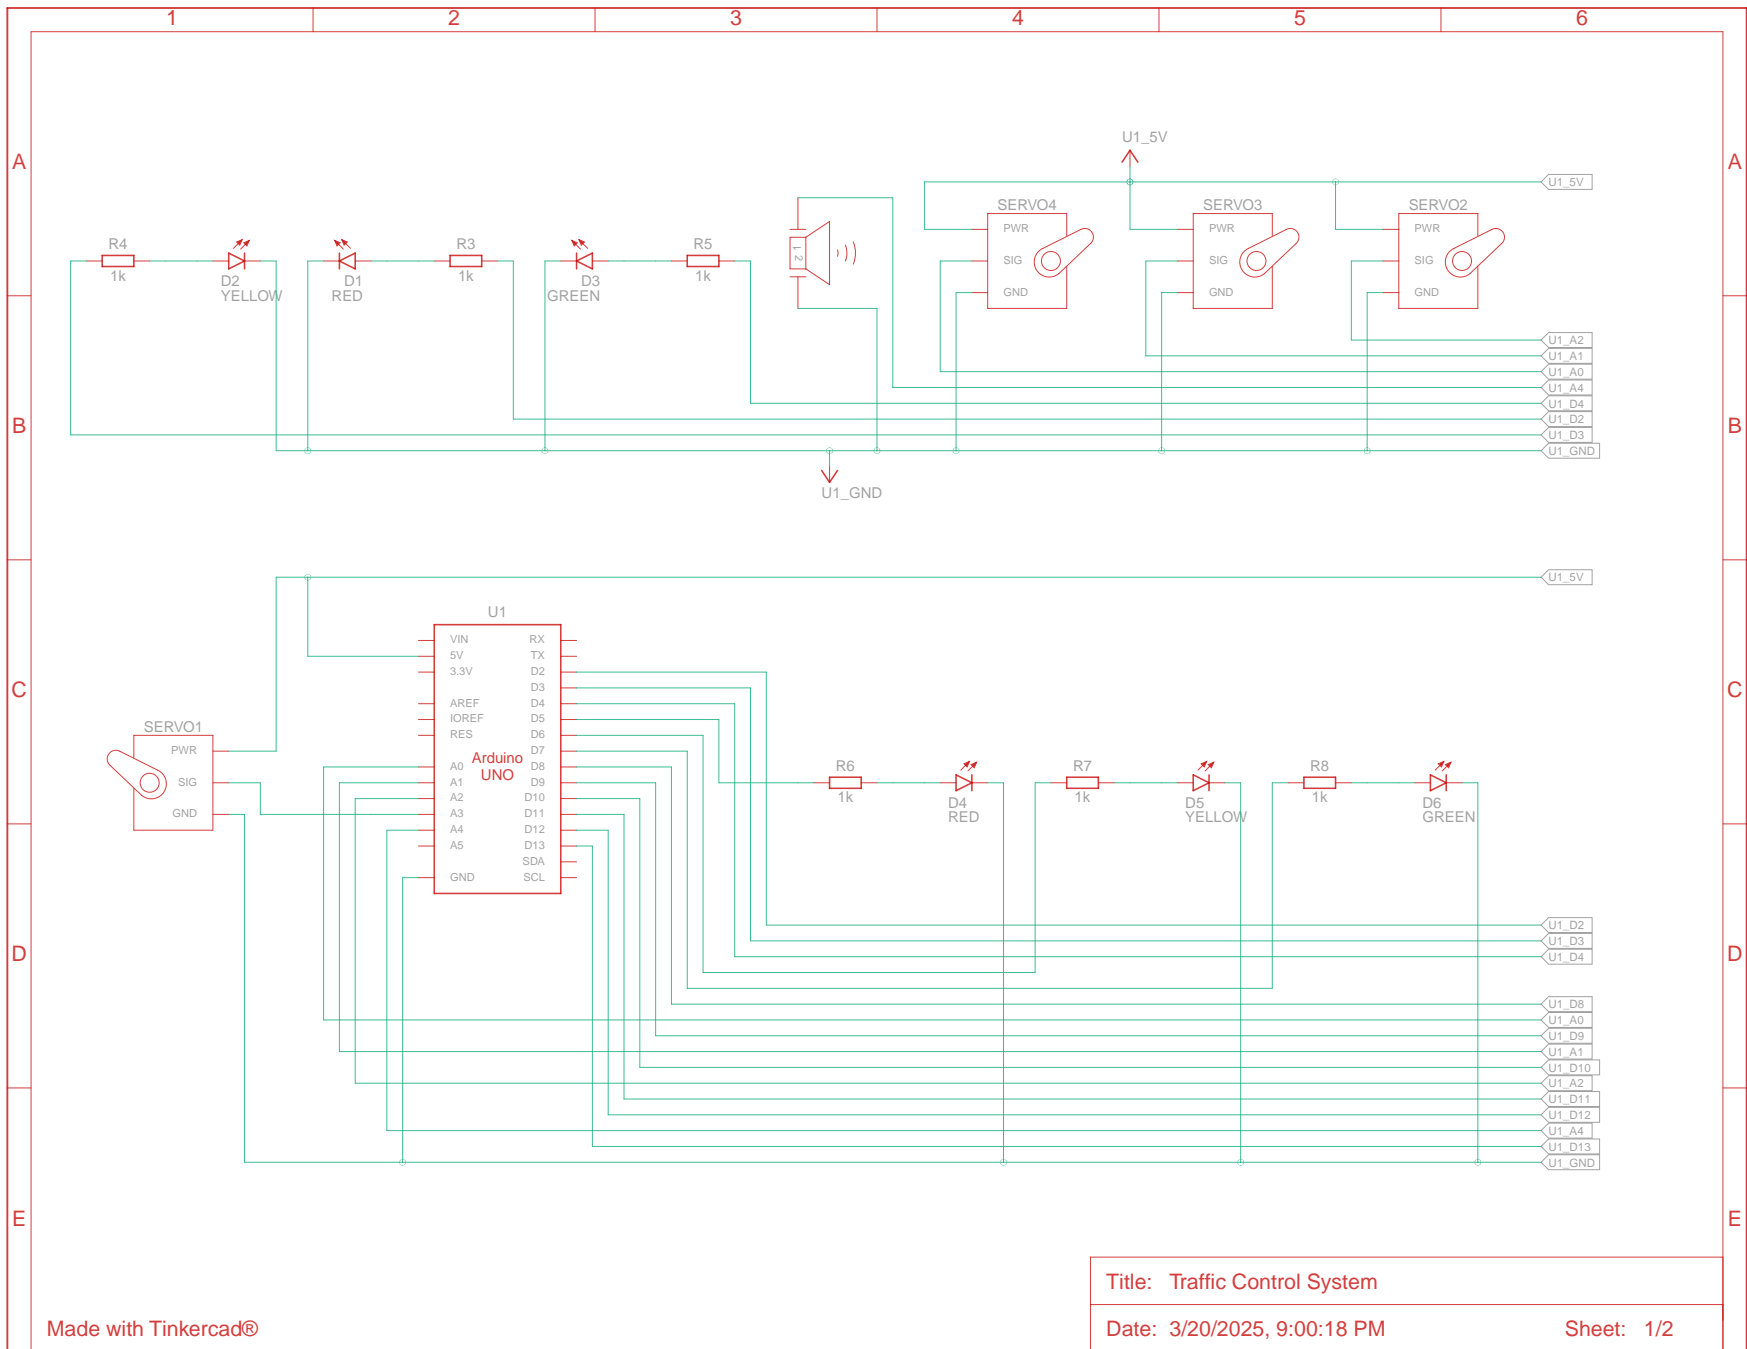 1 2 3 4 5 6
A A
U1_5V
U1_5V
SERVO4 SERVO3 SERVO2
PWR PWR PWR
R4 R3 R5 1 SIG SIG SIG
1k D2 D1 1k D3 1k 2
YELLOW RED GREEN GND GND GND
U1_A2
U1_A1
U1_A0
U1_A4
U1_D4
B U1_D2 B
U1_D3
U1_GND
U1_GND
U1_5V
U1
VIN RX
5V TX
3.3V D2
C D3 C
AREF D4
IOREF D5
SERVO1 RES D6
PWR D7
Arduino
UNO
A0 D8 R6 R7 R8
SIG A1 D9
A2 D10 1k D4 1k D5 1k D6
GND A3 D11 RED YELLOW GREEN
A4 D12
A5 D13
SDA
GND SCL
U1_D2
U1_D3
D U1_D4 D
U1_D8
U1_A0
U1_D9
U1_A1
U1_D10
U1_A2
U1_D11
U1_D12
U1_A4
U1_D13
U1_GND
E E
Title: Traffic Control System
Made with Tinkercad® Date: 3/20/2025, 9:00:18 PM Sheet: 1/2